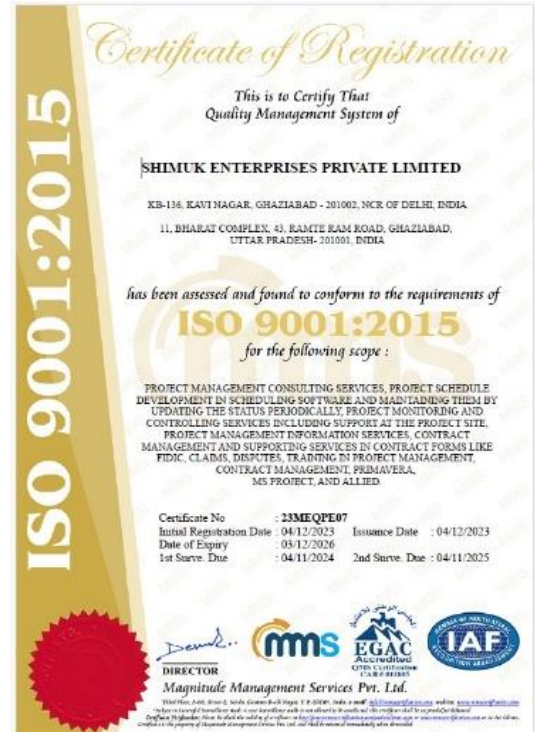 Certificate of Registration
This is to Certify That
Quality Management System of
SHIMUK ENTERPRISES PRIVATE LIMITED
KB-136, KAVI NAGAR, GHAZIABAD - 201002, NCR OF DELHI, INDIA
11, BHARAT COMPLEX, 43, RAMTE RAM ROAD, GHAZIABAD,
UTTAR PRADESH- 201001, INDIA
has been assessed and found to conform to the requirements of
ISO 9001:2015
for the following scope :
PROJECT MANAGEMENT CONSULTING SERVICES, PROJECT SCHEDULE
DEVELOPMENT IN SCHEDULING SOFTWARE AND MAINTAINING THEM BY
UPDATING THE STATUS PERIODICALLY, PROJECT MONITORING AND
CONTROLLING SERVICES INCLUDING SUPPORT AT THE PROJECT SITE,
PROJECT MANAGEMENT INFORMATION SERVICES, CONTRACT
MANAGEMENT AND SUPPORTING SERVICES IN CONTRACT FORMS LIKE
FIDIC, CLAIMS, DISPUTES, TRAINING IN PROJECT MANAGEMENT,
CONTRACT MANAGEMENT, PRIMAVERA,
MS PROJECT, AND ALLIED.
Certificate No : 23MEQPE07
Initial Registration Date : 04/12/2023 Issuance Date : 04/12/2023
Date of Expiry : 03/12/2026
1st Surve. Due : 04/11/2024 2nd Surve. Due : 04/11/2025
ISO 9001:2015
mms
EGAC
Accredited
QMS Certification
IAF
DIRECTOR
Magnitude Management Services Pvt. Ltd.